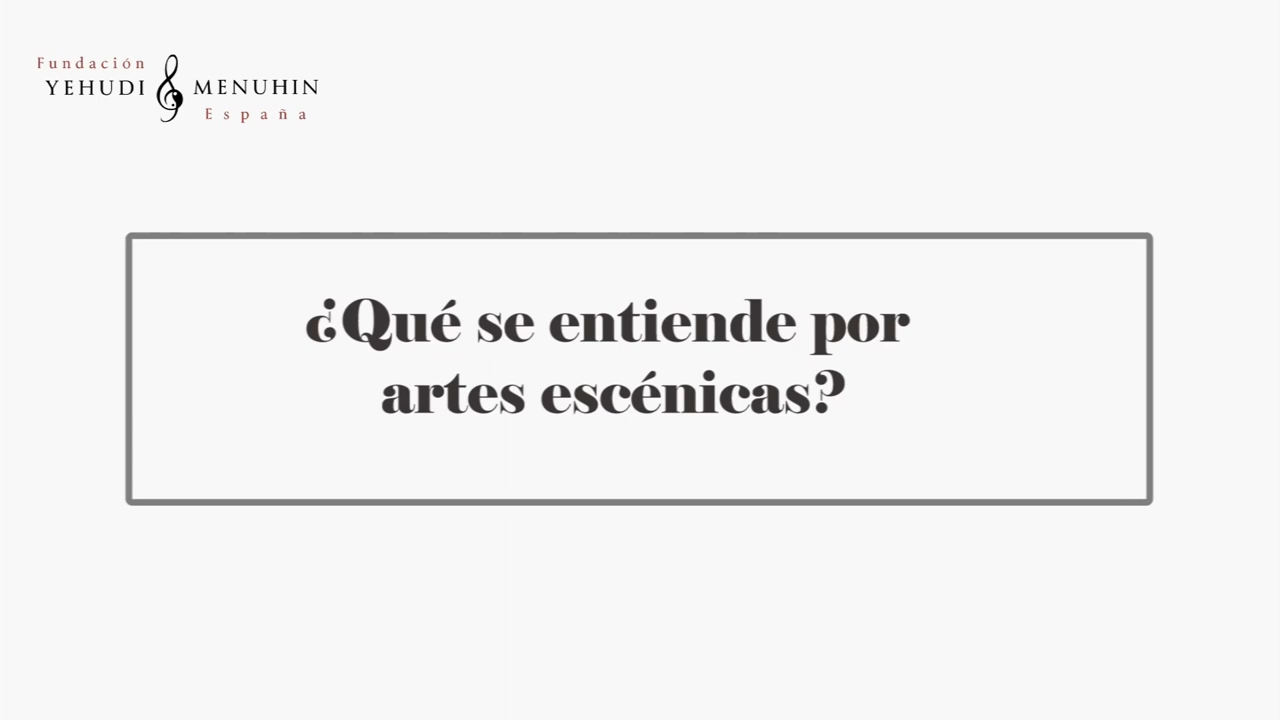 Fundación
YEHUDI MENUHIN
España
¿Qué se entiende por
artes escénicas?